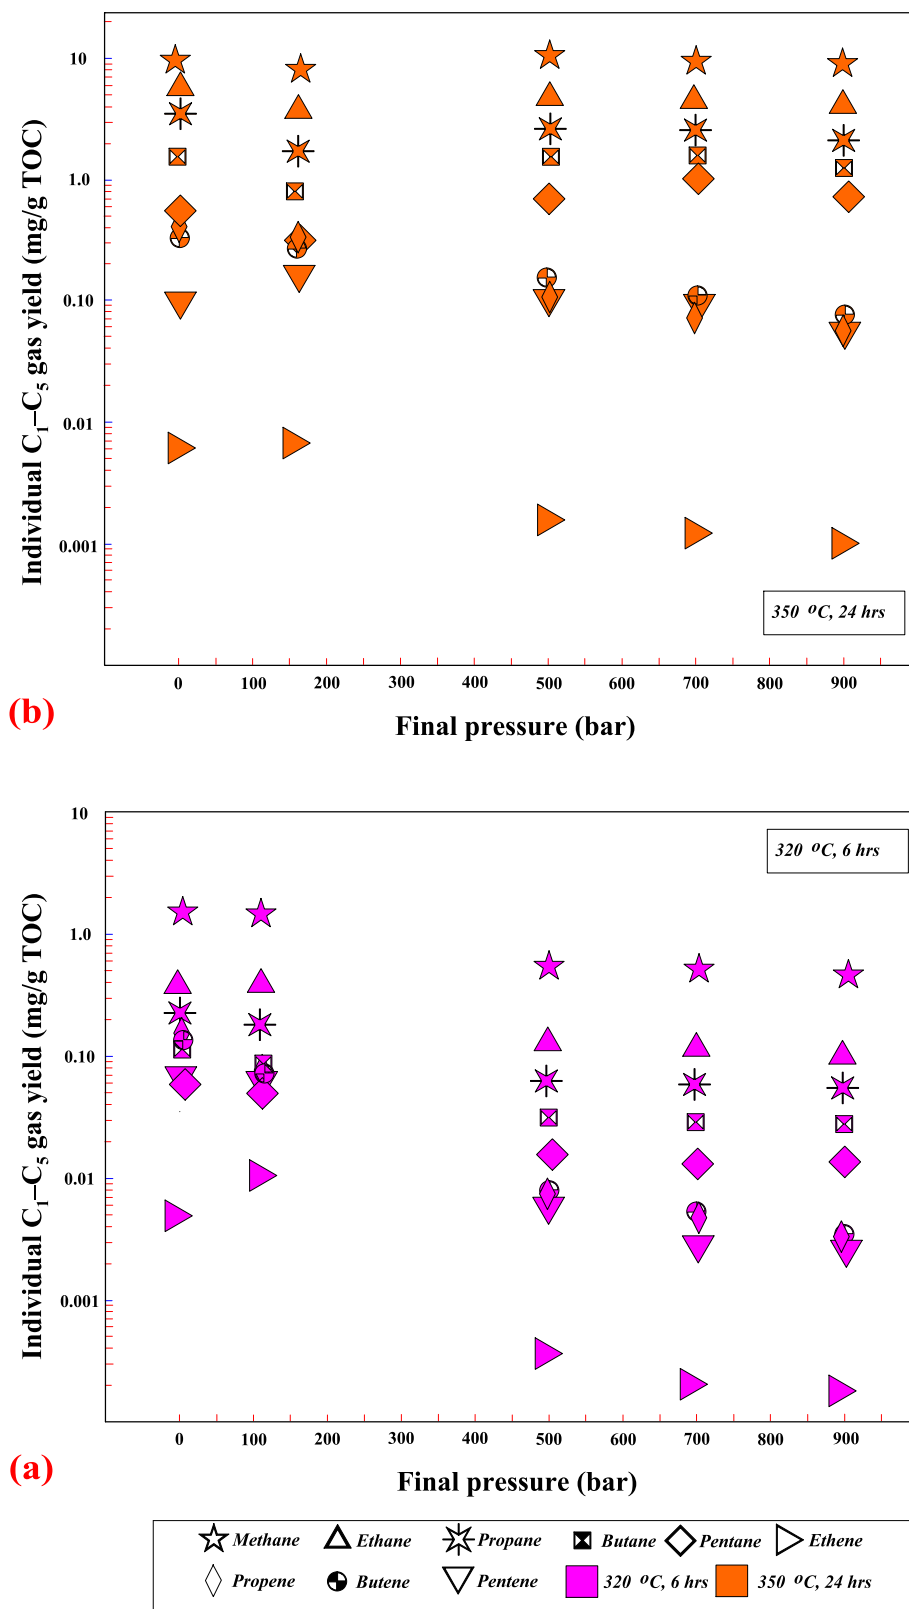 Individual C1–C5 gas yield (mg/g TOC)
10
1.0
0.10
0.01
0.001
350 °C, 24 hrs
0 100 200 300 400 500 600 700 800 900
(b)
Final pressure (bar)
Individual C1–C5 gas yield (mg/g TOC)
10
320 °C, 6 hrs
1.0
0.10
0.01
0.001
0 100 200 300 400 500 600 700 800 900
(a)
Final pressure (bar)
Methane Ethane Propane Butane Pentane Ethene
Propene Butene Pentene 320 °C, 6 hrs 350 °C, 24 hrs